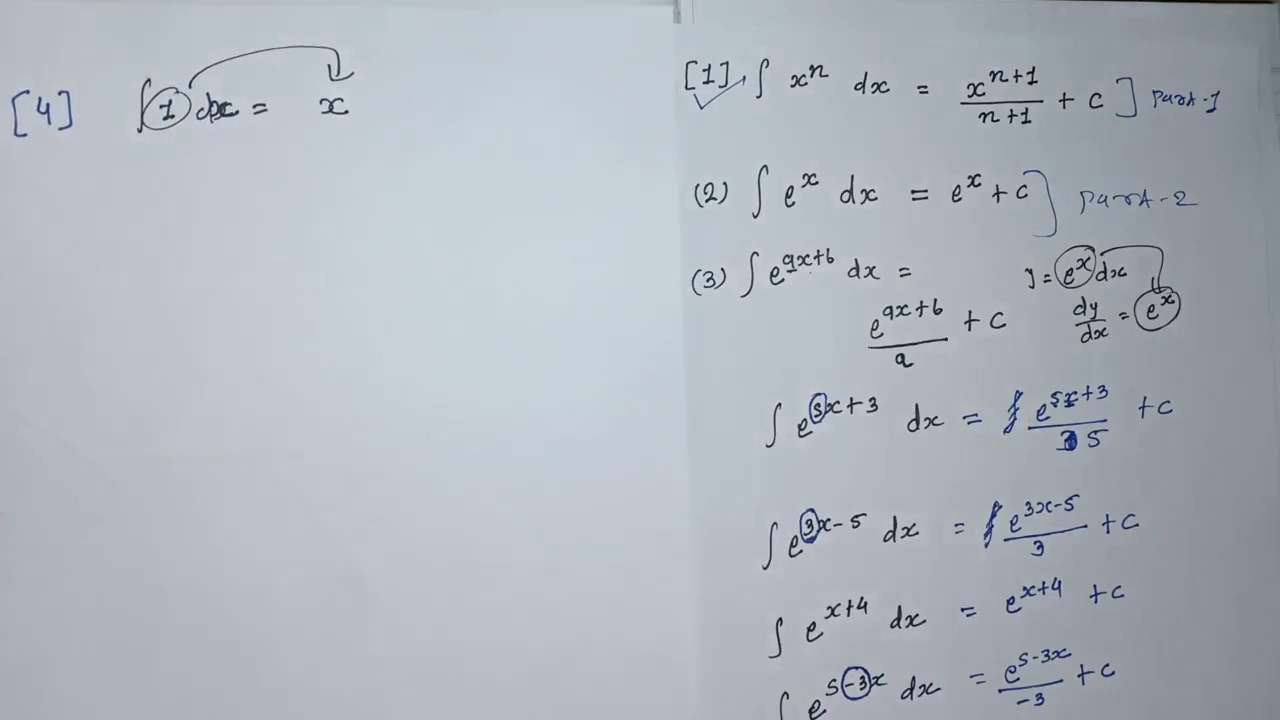 [4] ∫1 dx = x
[1] ∫ xⁿ dx = xⁿ⁺¹/n+1 + c ] Part-1
(2) ∫ eˣ dx = eˣ + c ] Part-2
(3) ∫ e^ax+b dx =
y = eˣ dx
e^ax+b/a + c
dy/dx = eˣ
∫ e^5x+3 dx = e^5x+3/5 + c
∫ e^3x-5 dx = e^3x-5/3 + c
∫ e^x+4 dx = e^x+4 + c
∫ e^5-3x dx = e^5-3x/-3 + c